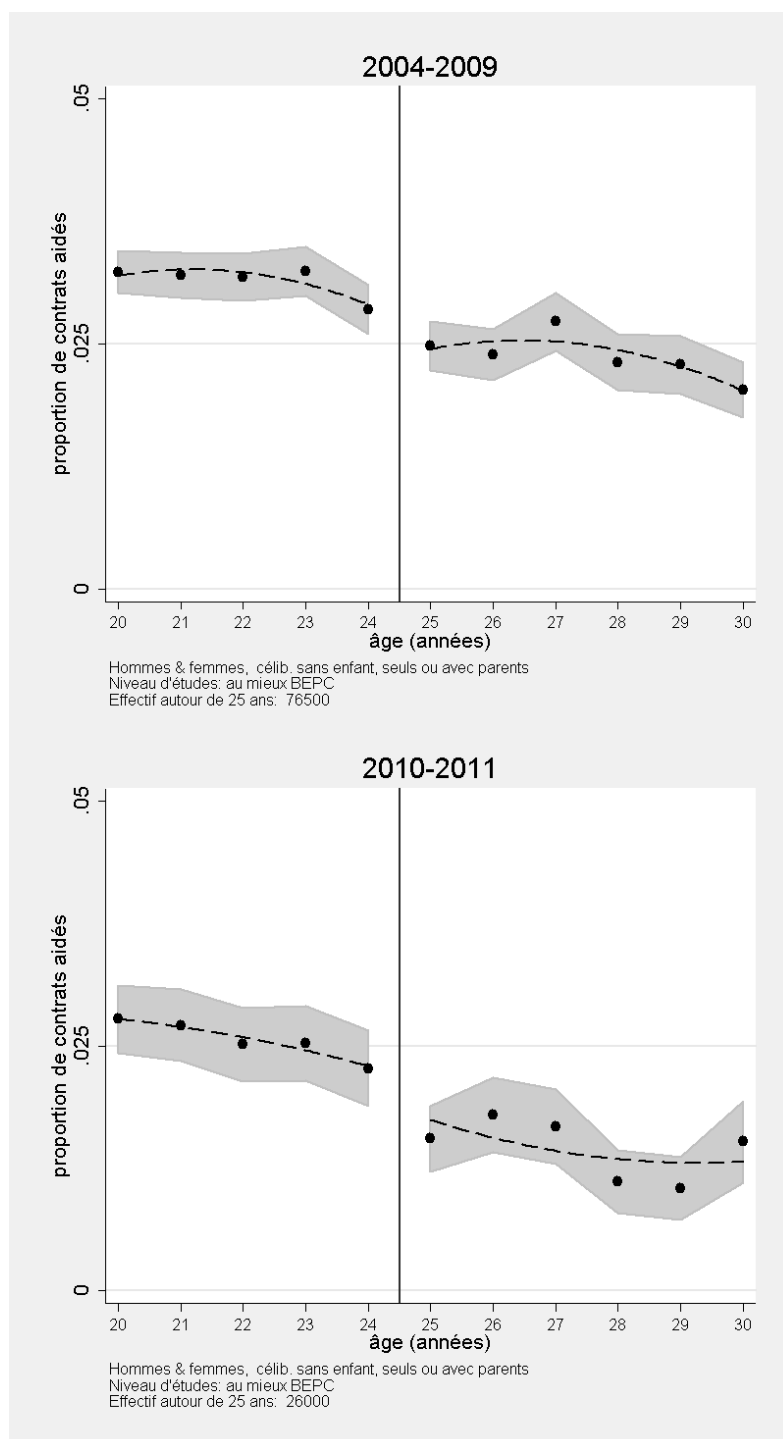 2004-2009
.05
.025
0
proportion de contrats aidés
20 21 22 23 24 25 26 27 28 29 30
âge (années)
Hommes & femmes, célib. sans enfant, seuls ou avec parents
Niveau d'études: au mieux BEPC
Effectif autour de 25 ans: 76500
2010-2011
.05
.025
0
proportion de contrats aidés
20 21 22 23 24 25 26 27 28 29 30
âge (années)
Hommes & femmes, célib. sans enfant, seuls ou avec parents
Niveau d'études: au mieux BEPC
Effectif autour de 25 ans: 26000